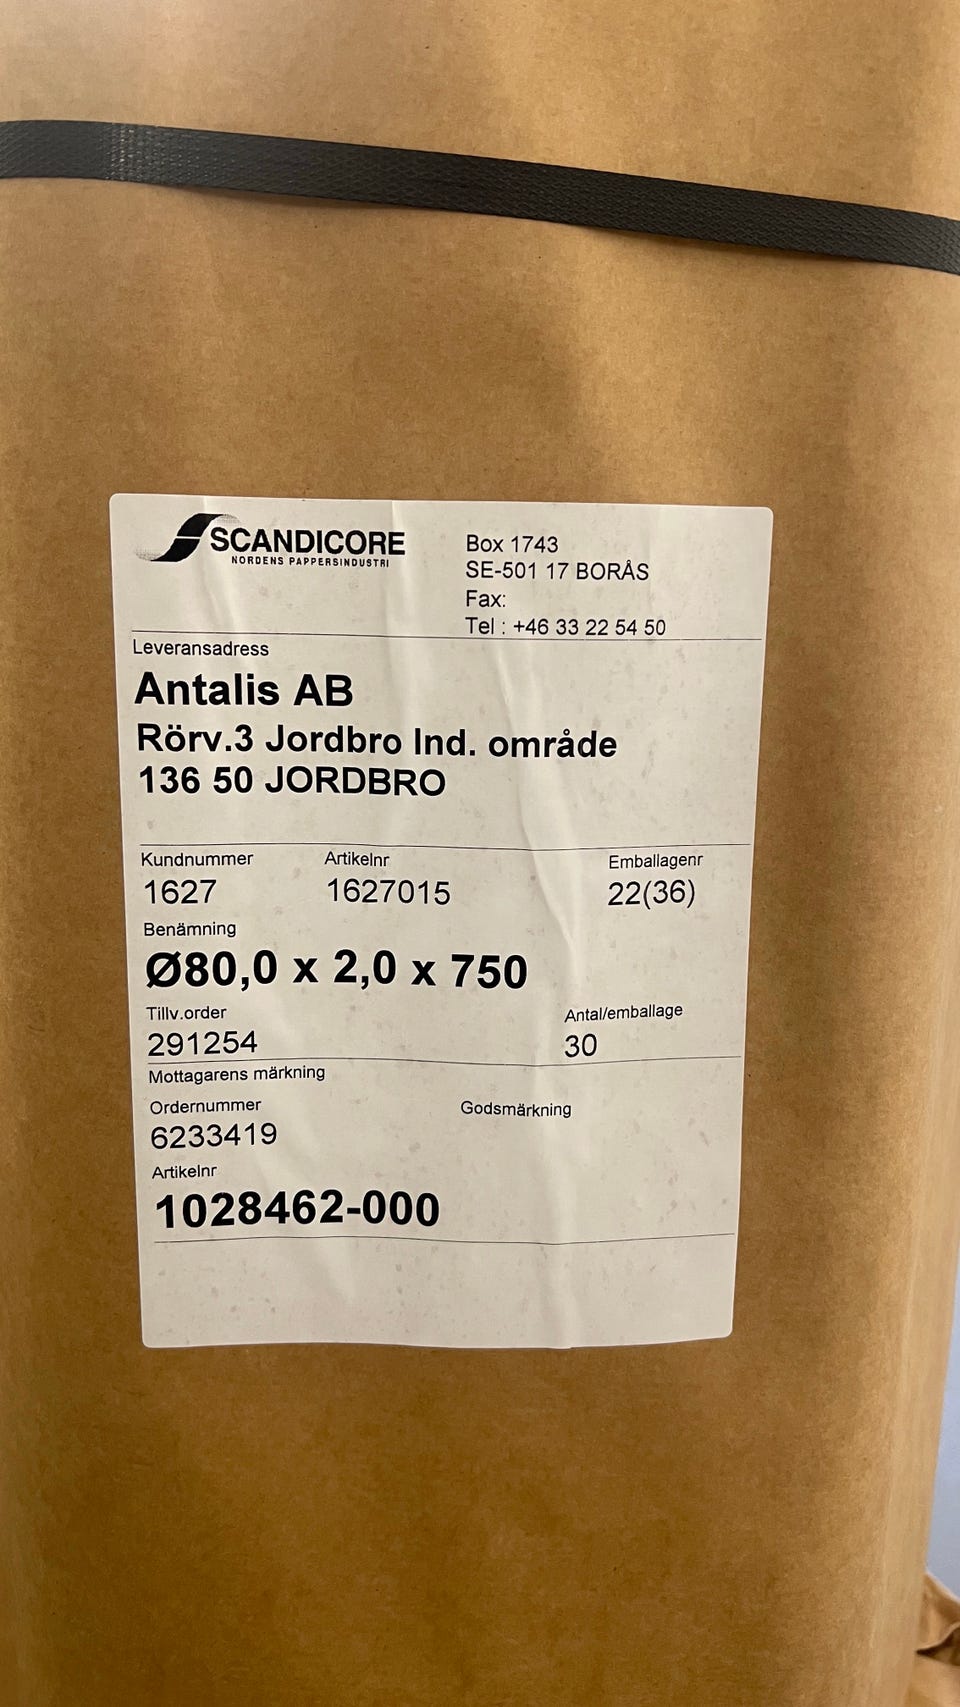 SCANDICORE
NORDENS PAPPERSINDUSTRI
Box 1743
SE-501 17 BORÅS
Fax:
Tel : +46 33 22 54 50
Leveransadress
Antalis AB
Rörv.3 Jordbro Ind. område
136 50 JORDBRO
Kundnummer Artikelnr Emballagenr
1627 1627015 22(36)
Benämning
Ø80,0 x 2,0 x 750
Tillv.order Antal/emballage
291254 30
Mottagarens märkning
Ordernummer Godsmärkning
6233419
Artikelnr
1028462-000